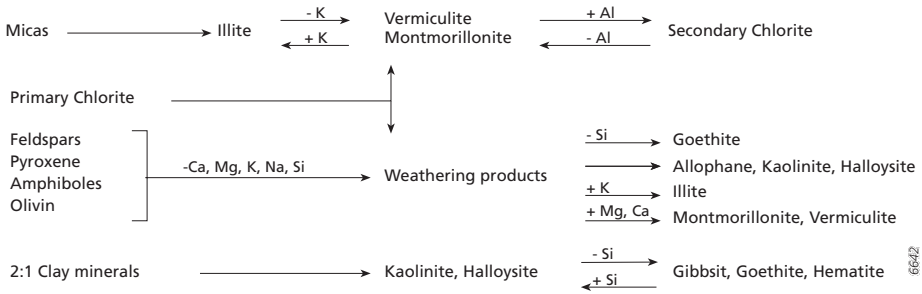 Micas
Illite
- K
+ K
Vermiculite
Montmorillonite
+ Al
- Al
Secondary Chlorite
Primary Chlorite
Feldspars
Pyroxene
Amphiboles
Olivin
-Ca, Mg, K, Na, Si
Weathering products
- Si
Goethite
Allophane, Kaolinite, Halloysite
+ K
Illite
+ Mg, Ca
Montmorillonite, Vermiculite
2:1 Clay minerals
Kaolinite, Halloysite
- Si
+ Si
Gibbsit, Goethite, Hematite
6642